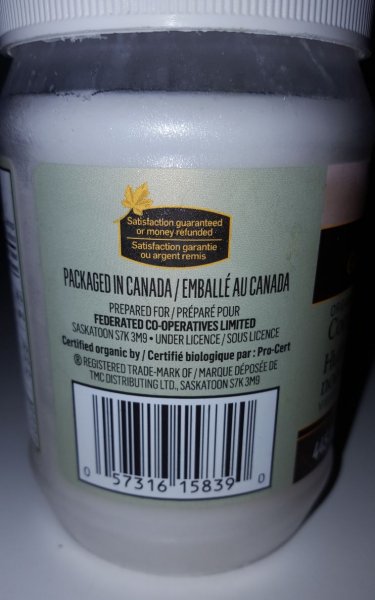 Satisfaction guaranteed
or money refunded
Satisfaction garantie
ou argent remis
PACKAGED IN CANADA / EMBALLÉ AU CANADA
PREPARED FOR / PRÉPARÉ POUR
FEDERATED CO-OPERATIVES LIMITED
SASKATOON S7K 3M9 • UNDER LICENCE / SOUS LICENCE
Certified organic by / Certifié biologique par : Pro-Cert
® REGISTERED TRADE-MARK OF / MARQUE DÉPOSÉE DE
TMC DISTRIBUTING LTD., SASKATOON S7K 3M9
0 57316 15839 0